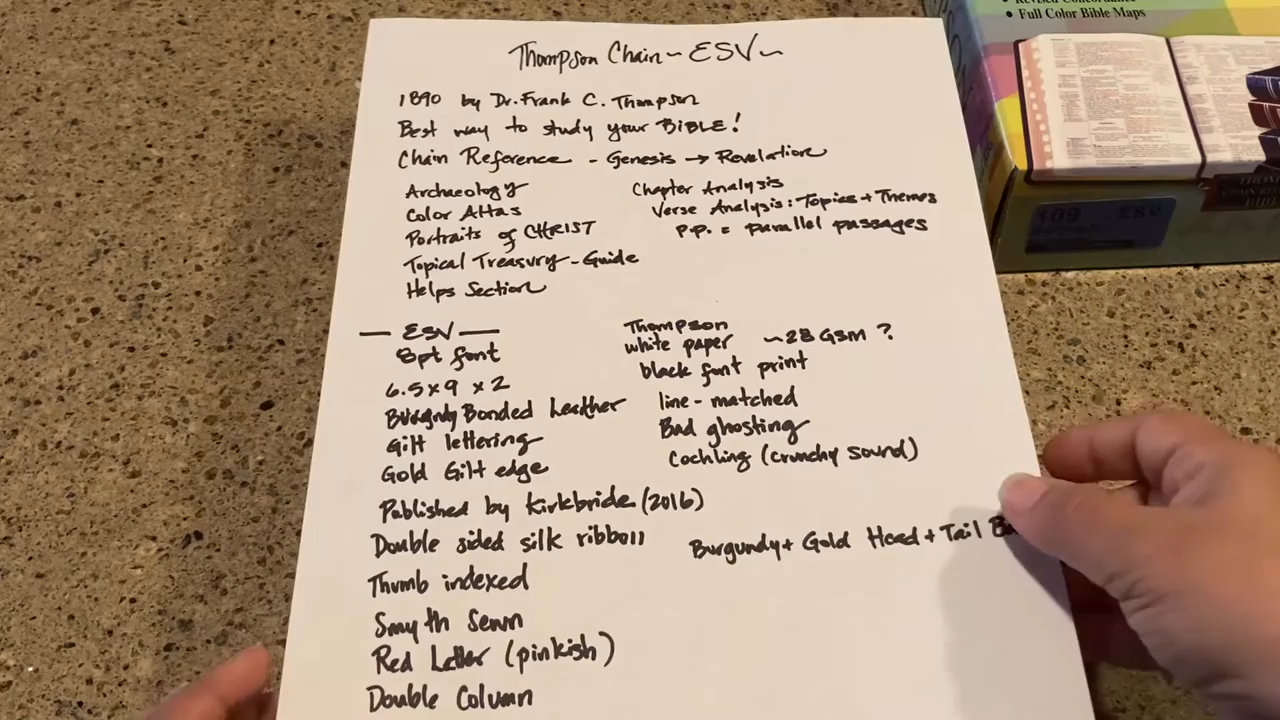 Thompson Chain ~ ESV ~
1890 by Dr. Frank C. Thompson
Best way to study your BIBLE!
Chain Reference - Genesis → Revelation
Archaeology
Color Atlas
Portraits of CHRIST
Topical Treasury - Guide
Helps Section
Chapter Analysis
Verse Analysis: Topics + Themes
P.P. = parallel passages
— ESV —
8pt font
6.5 x 9 x 2
Burgundy Bonded Leather
Gilt lettering
Gold Gilt edge
Published by Kirkbride (2016)
Double sided silk ribbon
Thumb indexed
Smyth Sewn
Red Letter (pinkish)
Double Column
Thompson
white paper ~28 GSM ?
black font print
line-matched
Bad ghosting
Cockling (crunchy sound)
Burgundy + Gold Head + Tail
• Full Color Bible Maps
109 ESV